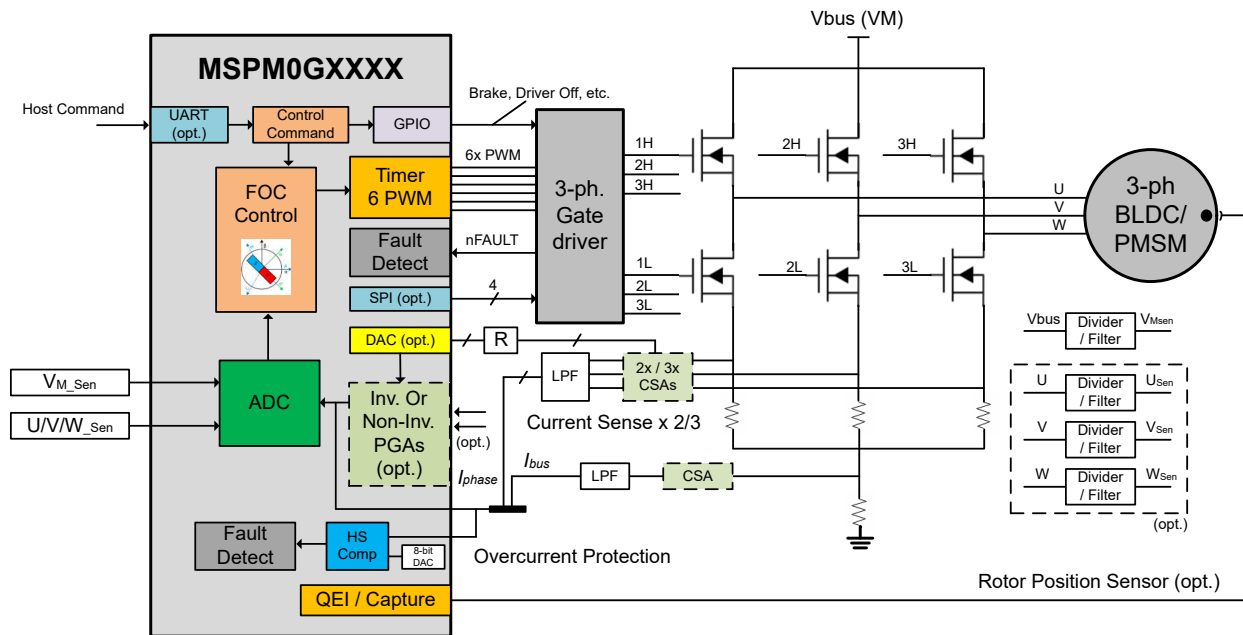 Vbus (VM)
MSPM0GXXXX
Host Command
UART
(opt.)
Control
Command
GPIO
Brake, Driver Off, etc.
FOC
Control
Timer
6 PWM
6x PWM
3-ph.
Gate
driver
1H
2H
3H
2H
3H
U
V
W
3-ph
BLDC/
PMSM
Fault
Detect
nFAULT
SPI (opt.)
4
1L
2L
3L
2L
3L
DAC (opt.)
R
LPF
2x / 3x
CSAs
Current Sense x 2/3
VM_Sen
U/V/W_Sen
ADC
Inv. Or
Non-Inv.
PGAs
(opt.)
(opt.)
Iphase
Ibus
LPF
CSA
Vbus
Divider
/ Filter
VMsen
U
Divider
/ Filter
USen
V
Divider
/ Filter
VSen
W
Divider
/ Filter
WSen
(opt.)
Fault
Detect
HS
Comp
8-bit
DAC
Overcurrent Protection
QEI / Capture
Rotor Position Sensor (opt.)